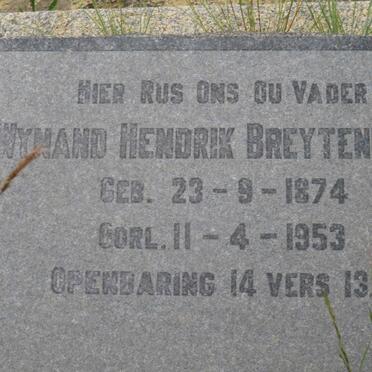 HIER RUS ONS OU VADER
WYNAND HENDRIK BREYTEN
GEB. 23-9-1874
OORL. 11-4-1953
OPENBARING 14 VERS 13.